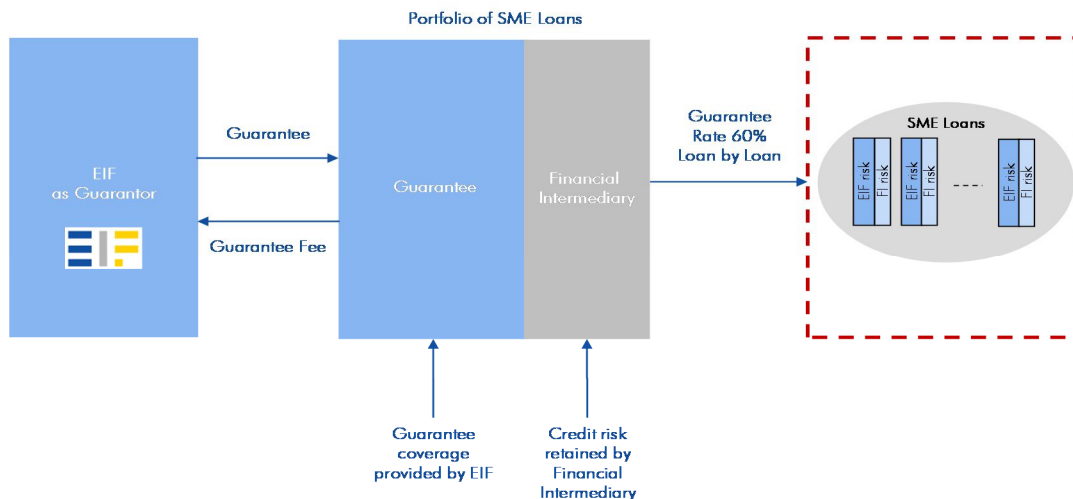 Portfolio of SME Loans
EIF
as Guarantor
Guarantee
Guarantee Fee
Guarantee
Financial
Intermediary
Guarantee
Rate 60%
Loan by Loan
SME Loans
EIF risk
FI risk
EIF risk
FI risk
EIF risk
FI risk
Guarantee
coverage
provided by EIF
Credit risk
retained by
Financial
Intermediary